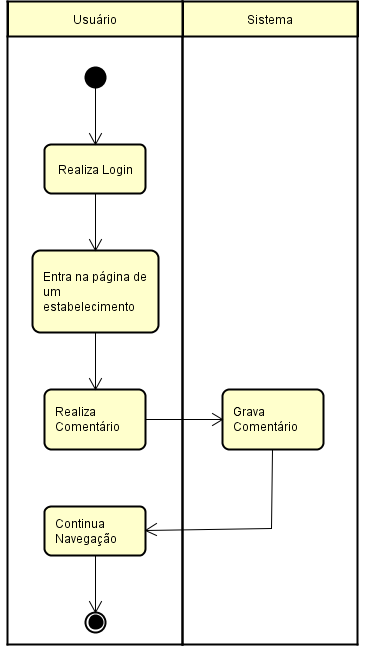 Usuário
Sistema
Realiza Login
Entra na página de
um
estabelecimento
Realiza
Comentário
Grava
Comentário
Continua
Navegação